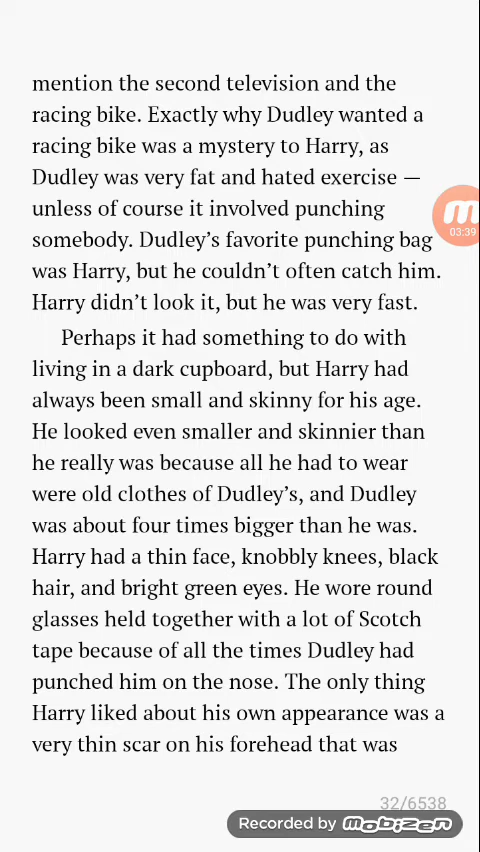 mention the second television and the
racing bike. Exactly why Dudley wanted a
racing bike was a mystery to Harry, as
Dudley was very fat and hated exercise —
unless of course it involved punching
somebody. Dudley’s favorite punching bag
was Harry, but he couldn’t often catch him.
Harry didn’t look it, but he was very fast.
Perhaps it had something to do with
living in a dark cupboard, but Harry had
always been small and skinny for his age.
He looked even smaller and skinnier than
he really was because all he had to wear
were old clothes of Dudley’s, and Dudley
was about four times bigger than he was.
Harry had a thin face, knobbly knees, black
hair, and bright green eyes. He wore round
glasses held together with a lot of Scotch
tape because of all the times Dudley had
punched him on the nose. The only thing
Harry liked about his own appearance was a
very thin scar on his forehead that was
03:39
32/6538
Recorded by mobizen